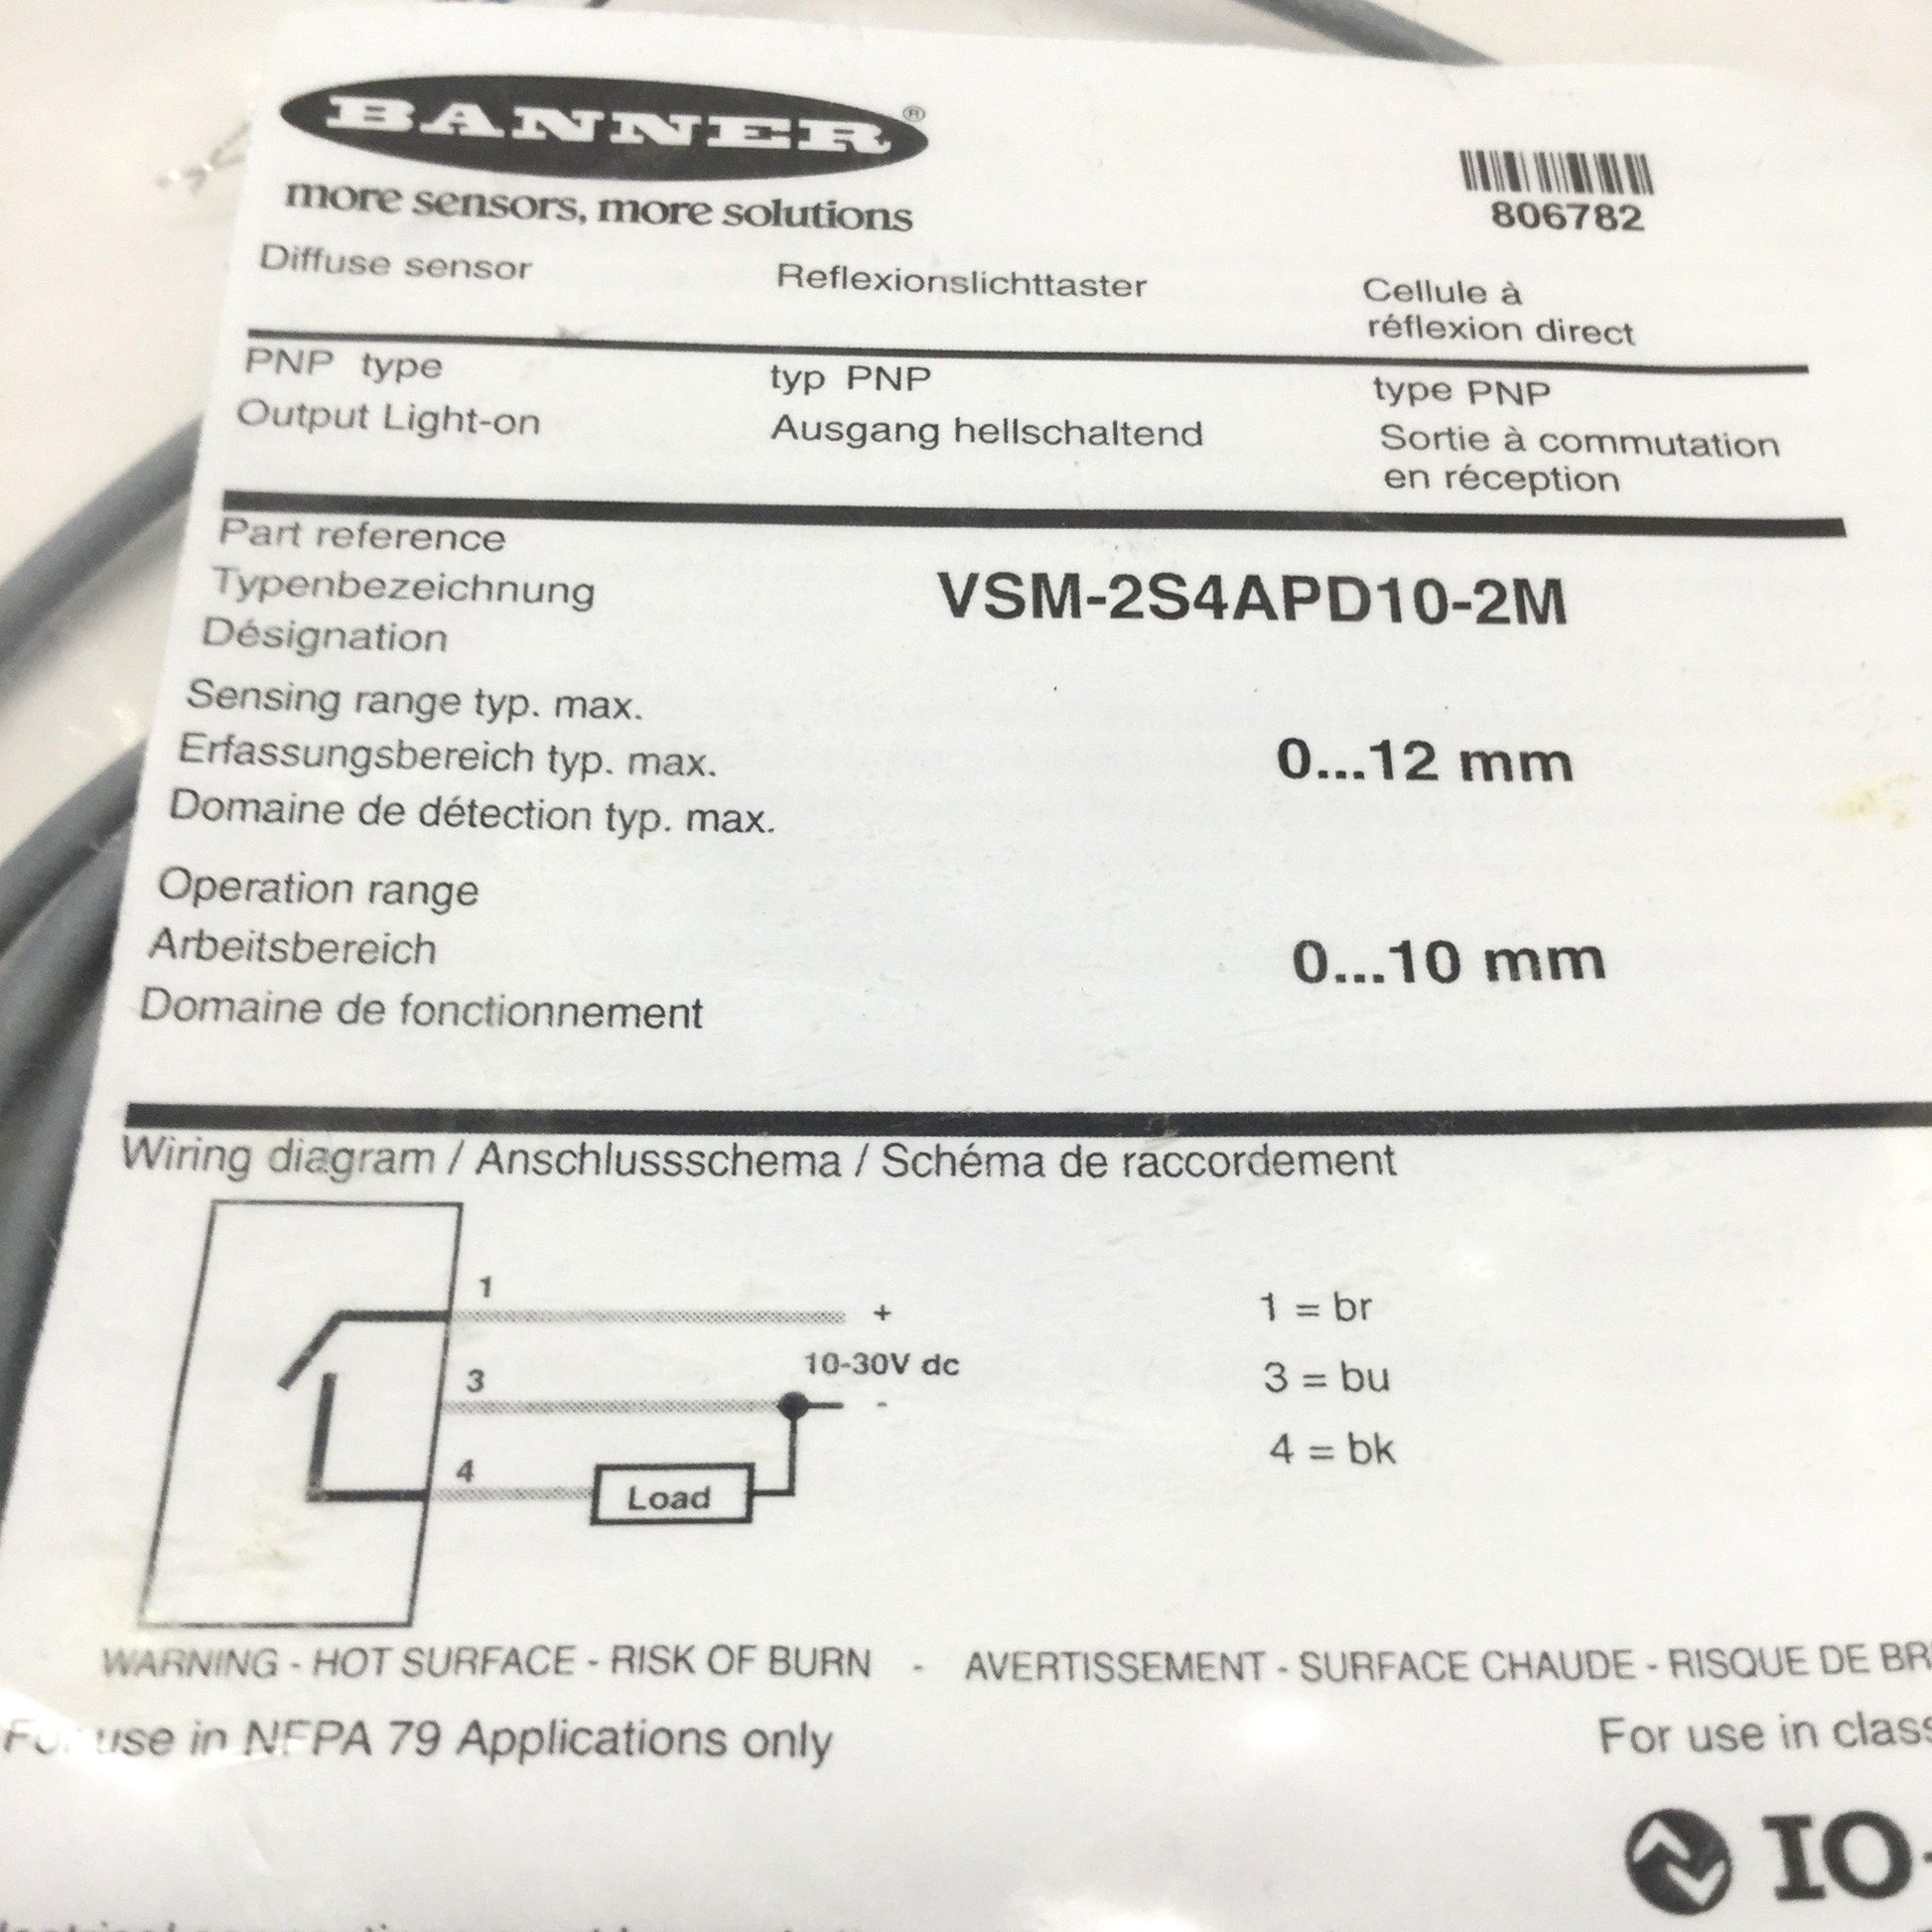 BANNER®
more sensors, more solutions
806782
Diffuse sensor Reflexionslichttaster Cellule à
réflexion direct
PNP type typ PNP type PNP
Output Light-on Ausgang hellschaltend Sortie à commutation
en réception
Part reference
Typenbezeichnung VSM-2S4APD10-2M
Désignation
Sensing range typ. max.
Erfassungsbereich typ. max. 0...12 mm
Domaine de détection typ. max.
Operation range
Arbeitsbereich 0...10 mm
Domaine de fonctionnement
Wiring diagram / Anschlussschema / Schéma de raccordement
1 + 1 = br
10-30V dc
3 - 3 = bu
4 Load 4 = bk
WARNING - HOT SURFACE - RISK OF BURN - AVERTISSEMENT - SURFACE CHAUDE - RISQUE DE BR
For use in NFPA 79 Applications only For use in class
IO-